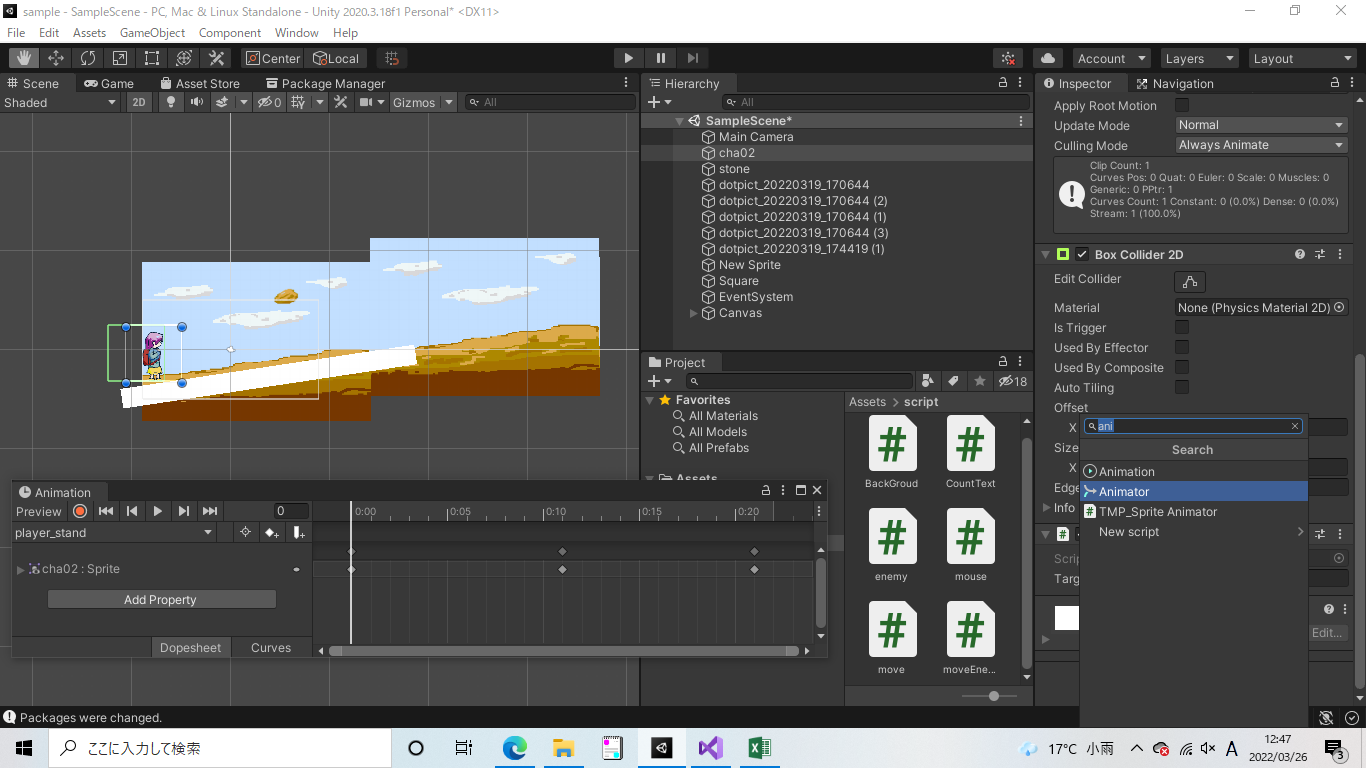 sample - SampleScene - PC, Mac & Linux Standalone - Unity 2020.3.18f1 Personal* <DX11>
File Edit Assets GameObject Component Window Help
Center Local Account Layers Layout
Scene Game Asset Store Package Manager
Shaded 2D 0 Gizmos All
Hierarchy
All
SampleScene*
Main Camera
cha02
stone
dotpict_20220319_170644
dotpict_20220319_170644 (2)
dotpict_20220319_170644 (1)
dotpict_20220319_170644 (3)
dotpict_20220319_174419 (1)
New Sprite
Square
EventSystem
Canvas
Project
18
Favorites
All Materials
All Models
All Prefabs
Assets
Assets > script
BackGroud CountText
enemy mouse
move moveEne...
Inspector Navigation
Apply Root Motion
Update Mode Normal
Culling Mode Always Animate
Clip Count: 1
Curves Pos: 0 Quat: 0 Euler: 0 Scale: 0 Muscles: 0
Generic: 0 PPtr: 1
Curves Count: 1 Constant: 0 (0.0%) Dense: 0 (0.0%)
Stream: 1 (100.0%)
Box Collider 2D
Edit Collider
Material None (Physics Material 2D)
Is Trigger
Used By Effector
Used By Composite
Auto Tiling
Offset
X
Size
X
Edge
Info
Scrip
Targ
Edit...
ani
Search
Animation
Animator
TMP_Sprite Animator
New script
Animation
Preview 0 0:00 0:05 0:10 0:20
player_stand
cha02 : Sprite
Add Property
Dopesheet Curves
Packages were changed.
ここに入力して検索
17°C 小雨 A 12:47
2022/03/26
3